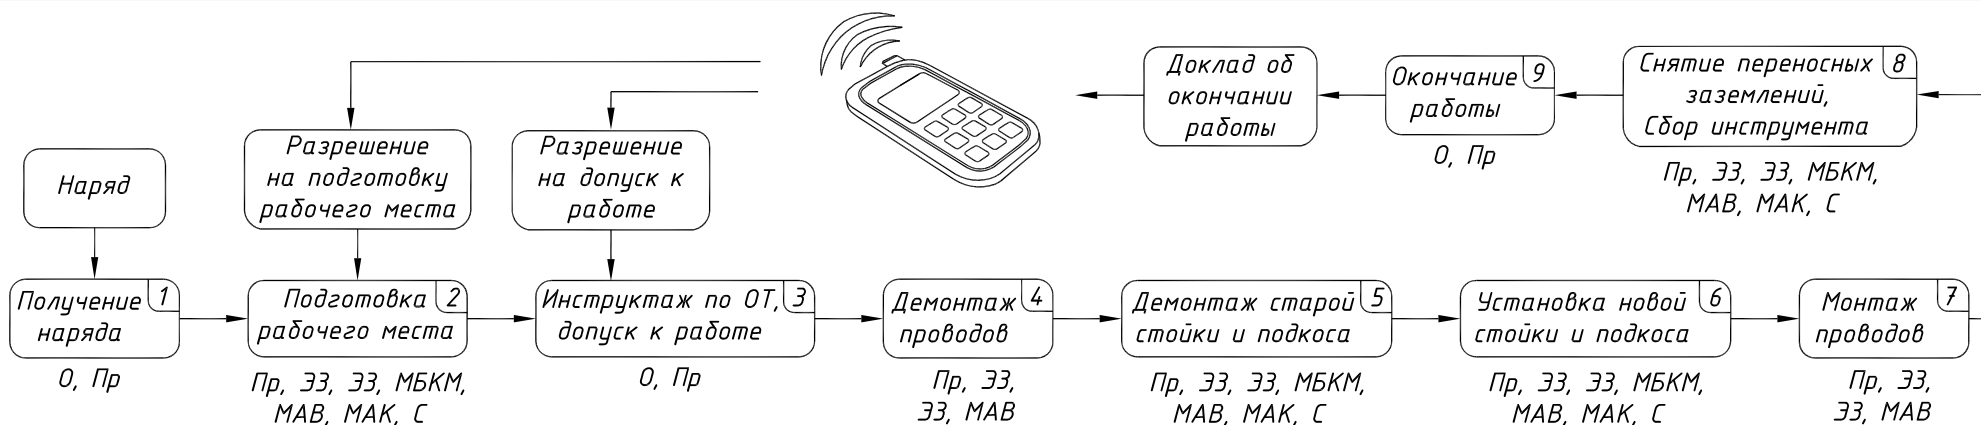 Наряд
Получение 1
наряда
О, Пр
Разрешение
на подготовку
рабочего места
Подготовка 2
рабочего места
Пр, ЭЗ, ЭЗ, МБКМ,
МАВ, МАК, С
Разрешение
на допуск к
работе
Инструктаж по ОТ, 3
допуск к работе
О, Пр
Демонтаж 4
проводов
Пр, ЭЗ,
ЭЗ, МАВ
Демонтаж старой 5
стойки и подкоса
Пр, ЭЗ, ЭЗ, МБКМ,
МАВ, МАК, С
Установка новой 6
стойки и подкоса
Пр, ЭЗ, ЭЗ, МБКМ,
МАВ, МАК, С
Монтаж 7
проводов
Пр, ЭЗ,
ЭЗ, МАВ
Снятие переносных 8
заземлений,
Сбор инструмента
Пр, ЭЗ, ЭЗ, МБКМ,
МАВ, МАК, С
Окончание 9
работы
О, Пр
Доклад об
окончании
работы